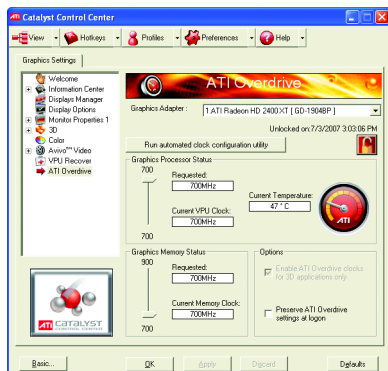 ATI Catalyst Control Center
View Hotkeys Profiles Preferences Help
Graphics Settings
Welcome
Information Center
Displays Manager
Display Options
Monitor Properties 1
3D
Color
Avivo™ Video
VPU Recover
ATI Overdrive
ATI
CATALYST
CONTROL CENTER
ATI Overdrive
Graphics Adapter :
1.ATI Radeon HD 2400XT [ GD-1904BP ]
Unlocked on:7/3/2007 3:03:06 PM
Run automated clock configuration utility
Graphics Processor Status
700
700
Requested:
700MHz
Current VPU Clock:
700MHz
Current Temperature:
47 ° C
ATI
Graphics Memory Status
900
700
Requested:
700MHz
Current Memory Clock:
700MHz
Options
Enable ATI Overdrive clocks
for 3D applications only
Preserve ATI Overdrive
settings at logon
Basic... OK Apply Discard Defaults